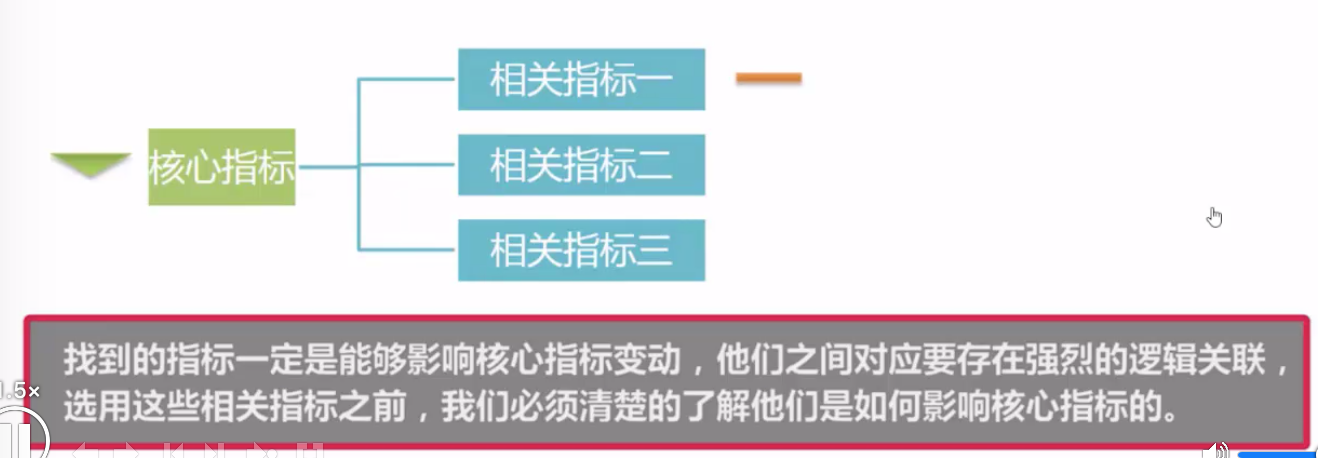 相关指标一
核心指标
相关指标二
相关指标三
找到的指标一定是能够影响核心指标变动，他们之间对应要存在强烈的逻辑关联，
选用这些相关指标之前，我们必须清楚的了解他们是如何影响核心指标的。
1.5×